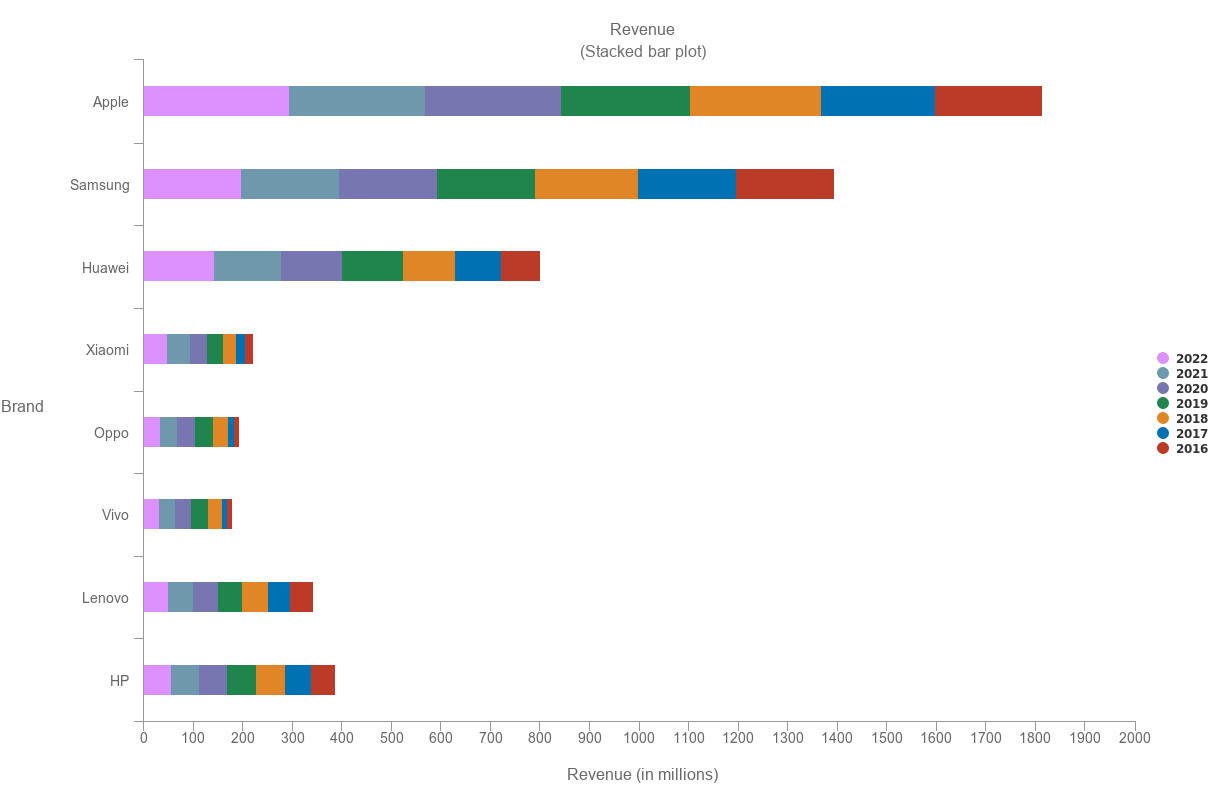 Revenue
(Stacked bar plot)
Apple
Samsung
Huawei
Xiaomi
Oppo
Vivo
Lenovo
HP
Brand
2022
2021
2020
2019
2018
2017
2016
0 100 200 300 400 500 600 700 800 900 1000 1100 1200 1300 1400 1500 1600 1700 1800 1900 2000
Revenue (in millions)